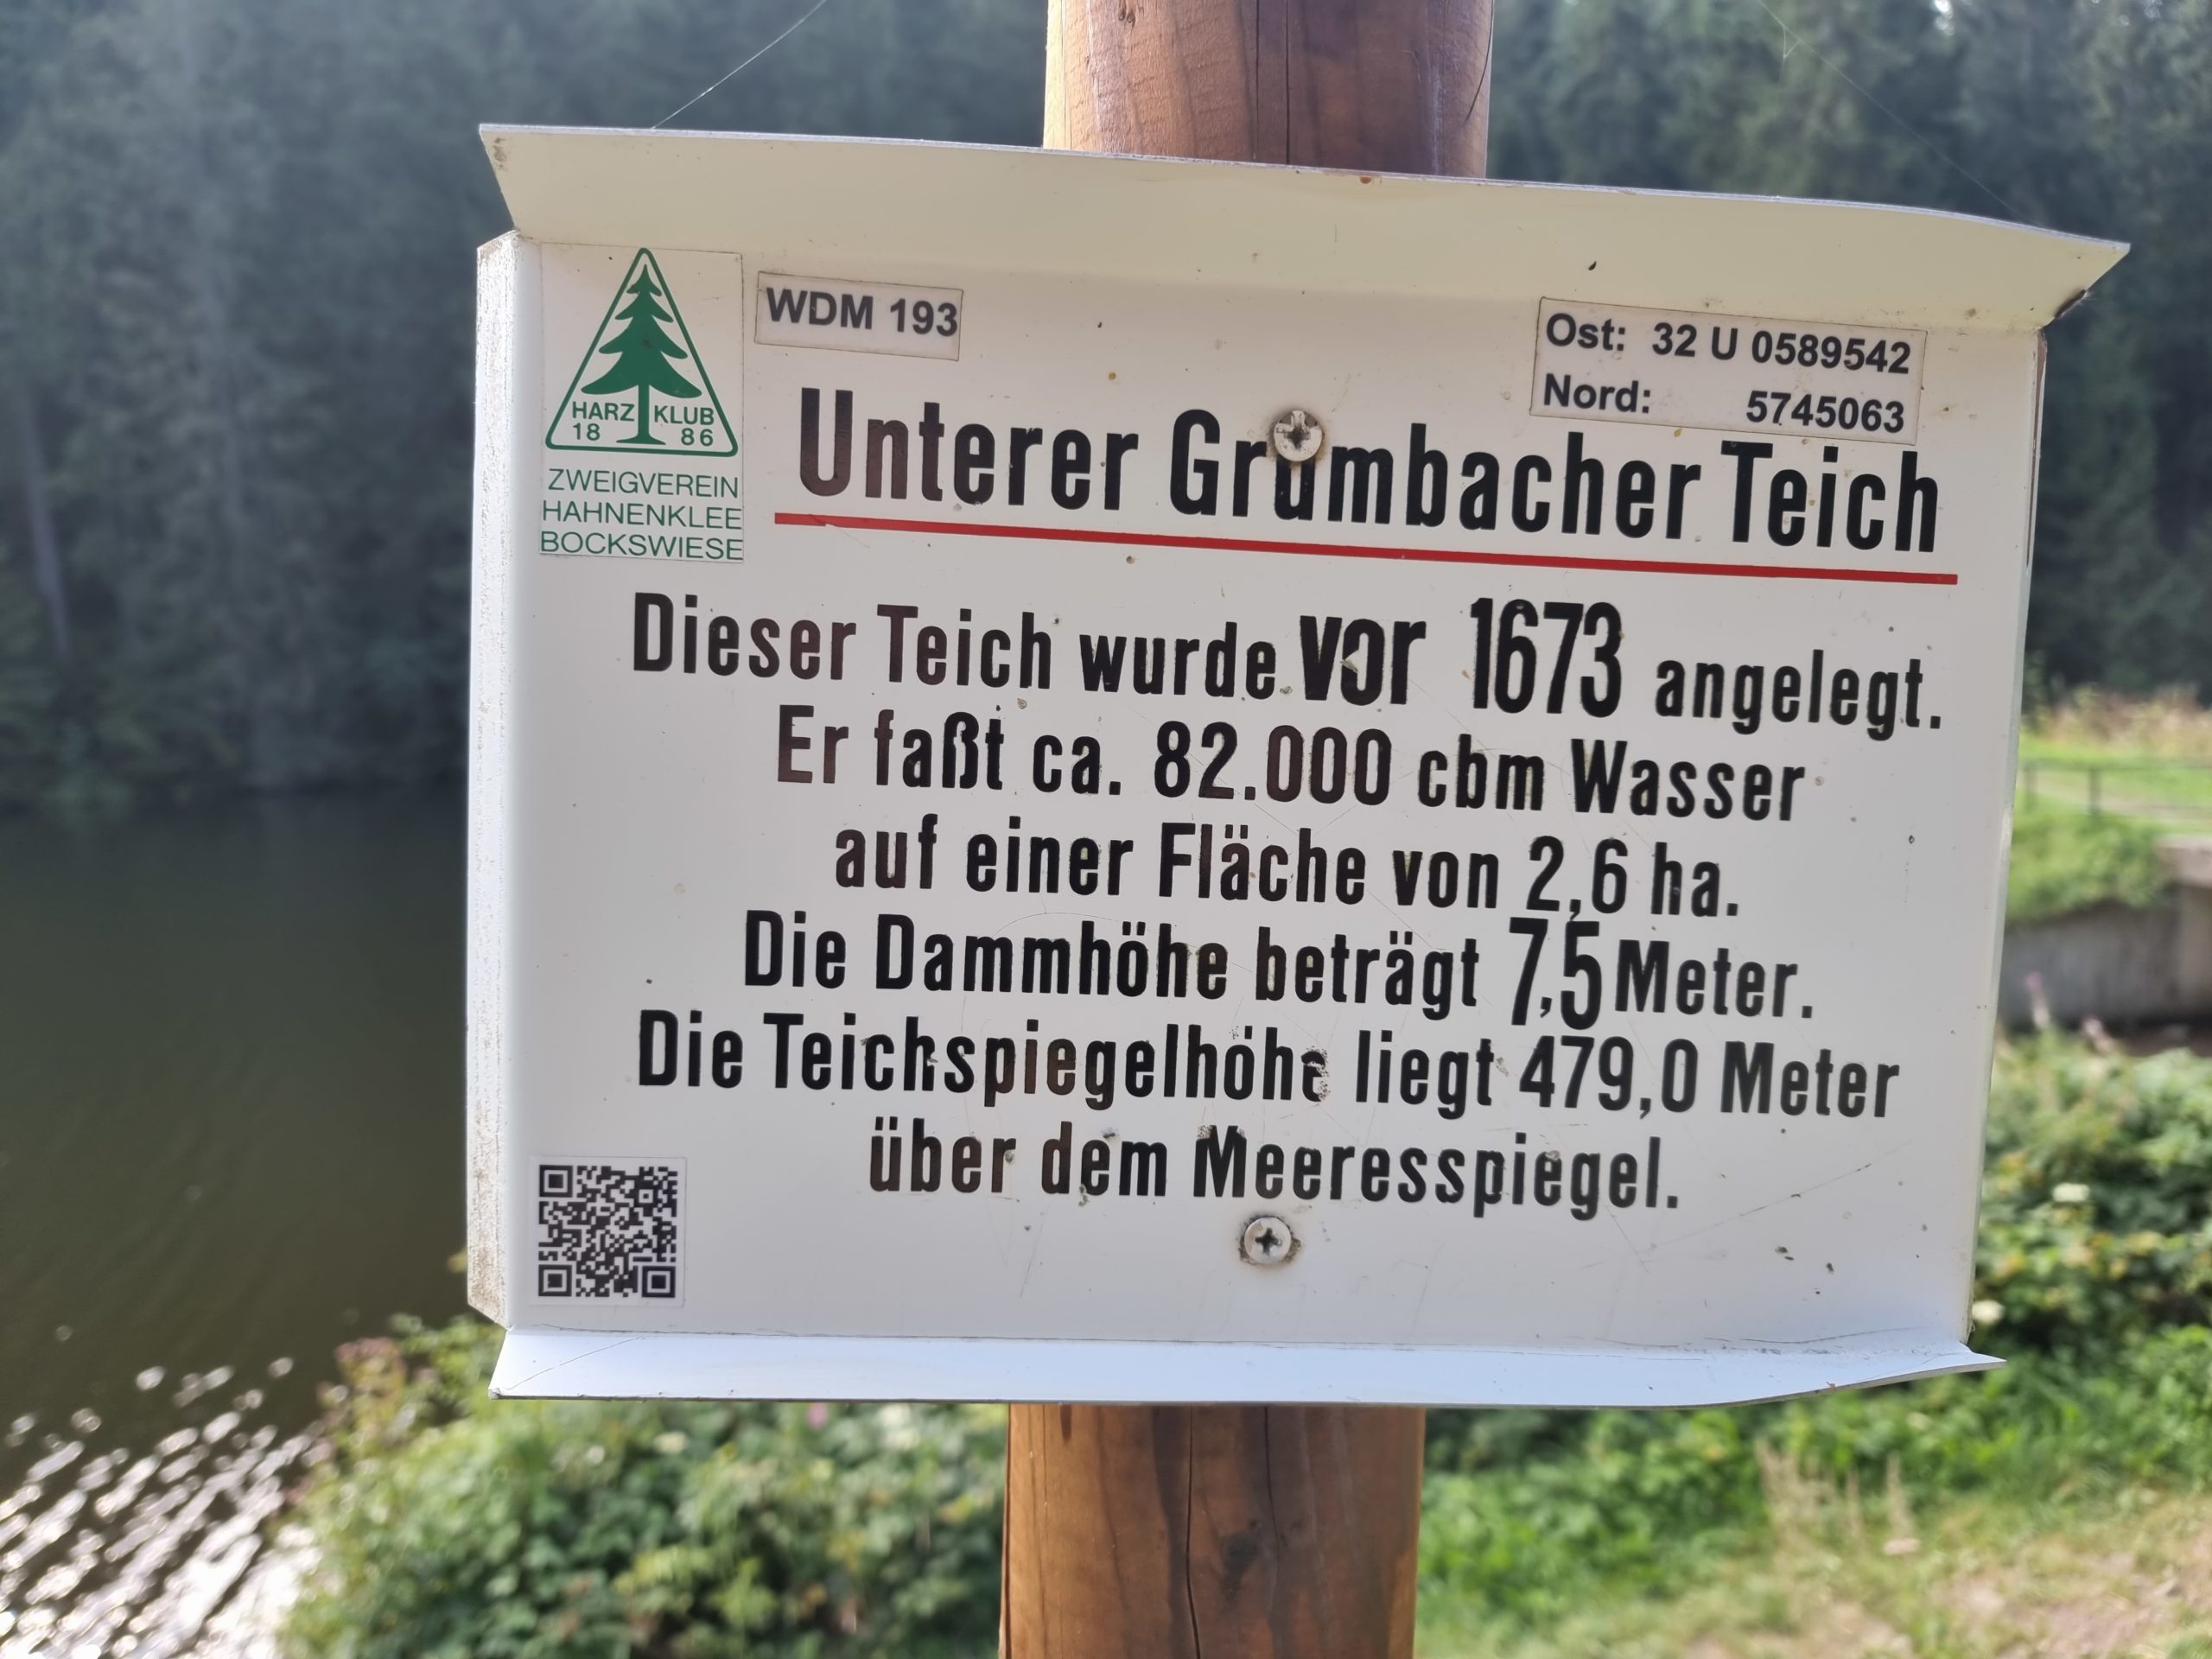 HARZ KLUB
18 86
ZWEIGVEREIN
HAHNENKLEE
BOCKSWIESE
WDM 193
Ost: 32 U 0589542
Nord: 5745063
Unterer Grumbacher Teich
Dieser Teich wurde vor 1673 angelegt.
Er faßt ca. 82.000 cbm Wasser
auf einer Fläche von 2,6 ha.
Die Dammhöhe beträgt 7,5 Meter.
Die Teichspiegelhöhe liegt 479,0 Meter
über dem Meeresspiegel.